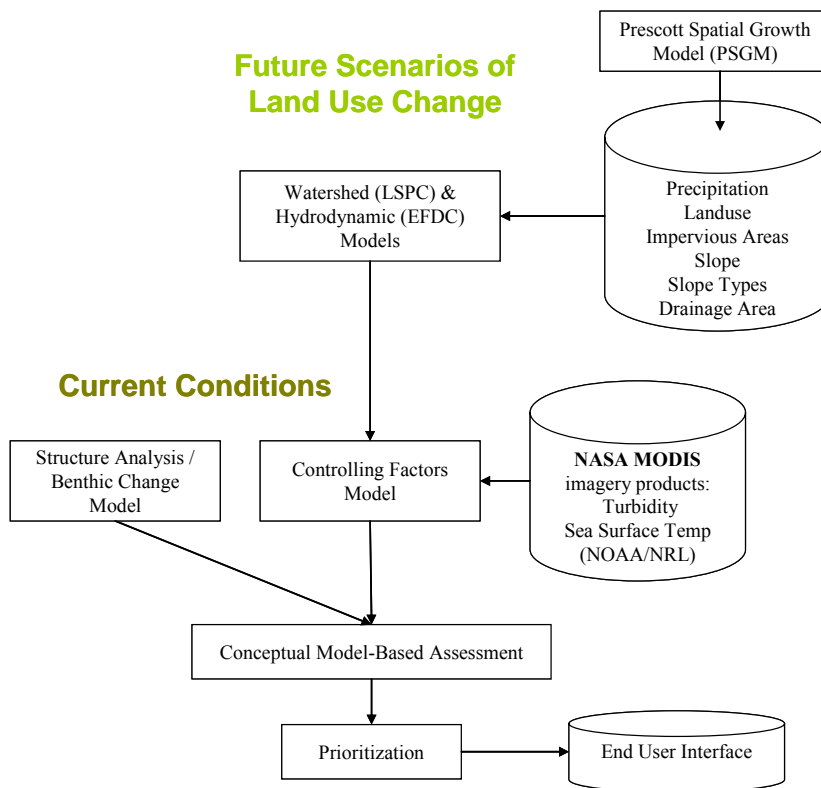 Prescott Spatial Growth
Model (PSGM)
Future Scenarios of
Land Use Change
Precipitation
Landuse
Impervious Areas
Slope
Slope Types
Drainage Area
Watershed (LSPC) &
Hydrodynamic (EFDC)
Models
Current Conditions
Structure Analysis /
Benthic Change
Model
Controlling Factors
Model
NASA MODIS
imagery products:
Turbidity
Sea Surface Temp
(NOAA/NRL)
Conceptual Model-Based Assessment
Prioritization
End User Interface